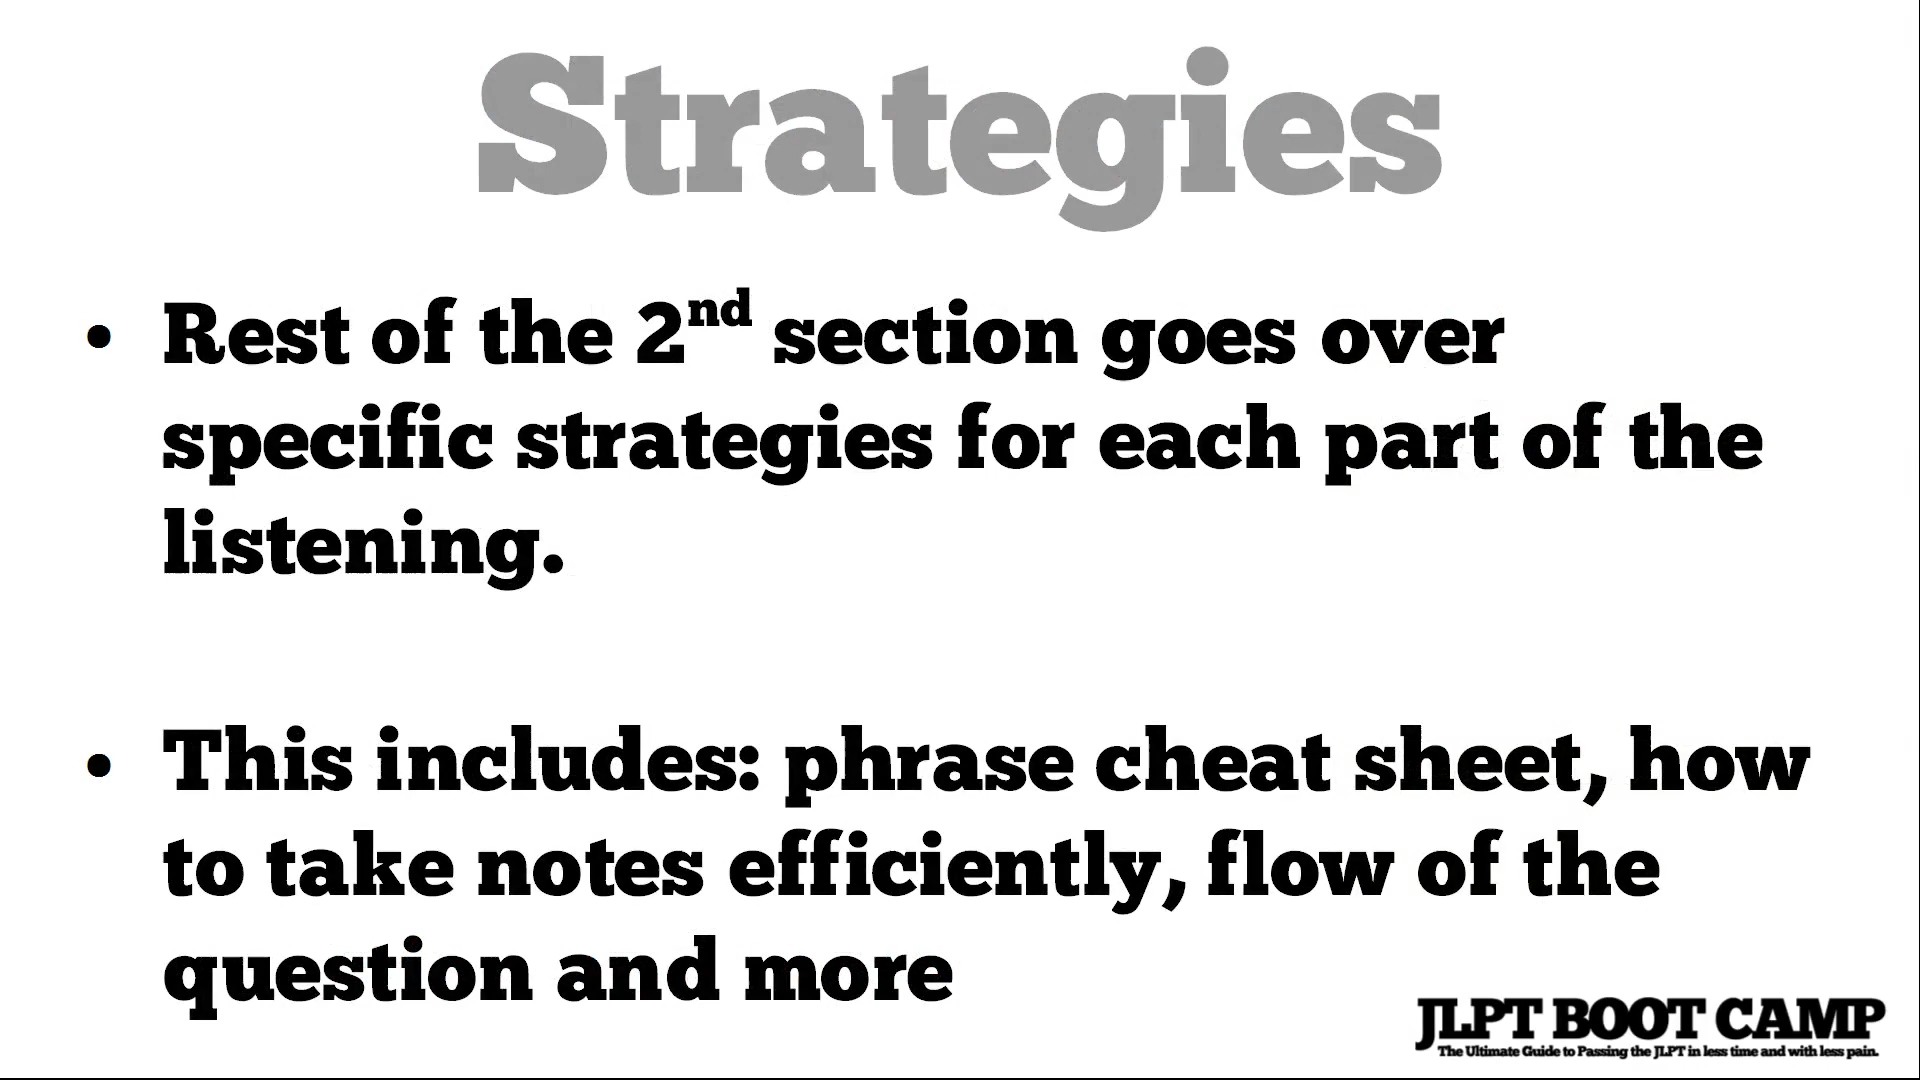 Strategies
• Rest of the 2nd section goes over
specific strategies for each part of the
listening.
• This includes: phrase cheat sheet, how
to take notes efficiently, flow of the
question and more
JLPT BOOT CAMP
The Ultimate Guide to Passing the JLPT in less time and with less pain.